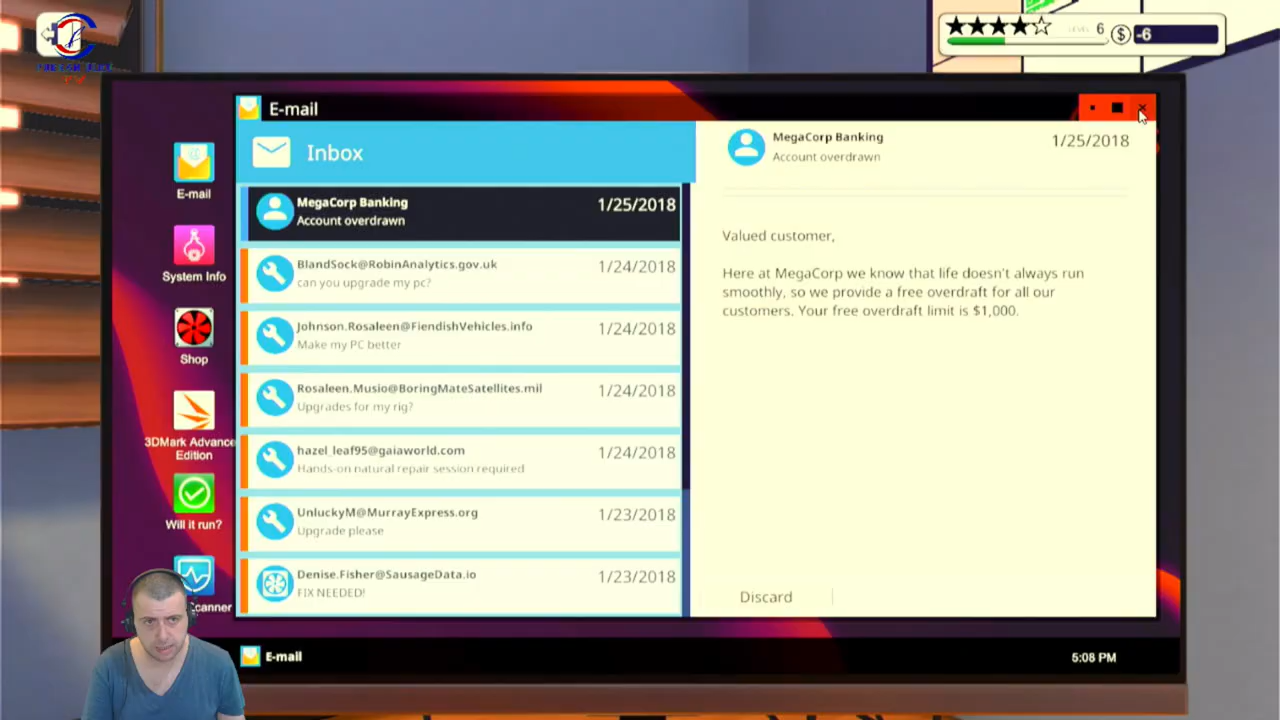 LEVEL 6
$ -6
E-mail
Inbox
MegaCorp Banking
Account overdrawn
1/25/2018
BlandSock@RobinAnalytics.gov.uk
can you upgrade my pc?
1/24/2018
Johnson.Rosaleen@FiendishVehicles.info
Make my PC better
1/24/2018
Rosaleen.Musio@BoringMateSatellites.mil
Upgrades for my rig?
1/24/2018
hazel_leaf95@gaiaworld.com
Hands-on natural repair session required
1/24/2018
UnluckyM@MurrayExpress.org
Upgrade please
1/23/2018
Denise.Fisher@SausageData.io
FIX NEEDED!
1/23/2018
MegaCorp Banking
Account overdrawn
1/25/2018
Valued customer,
Here at MegaCorp we know that life doesn't always run
smoothly, so we provide a free overdraft for all our
customers. Your free overdraft limit is $1,000.
Discard
E-mail
System Info
Shop
3DMark Advance
Edition
Will it run?
canner
E-mail
5:08 PM